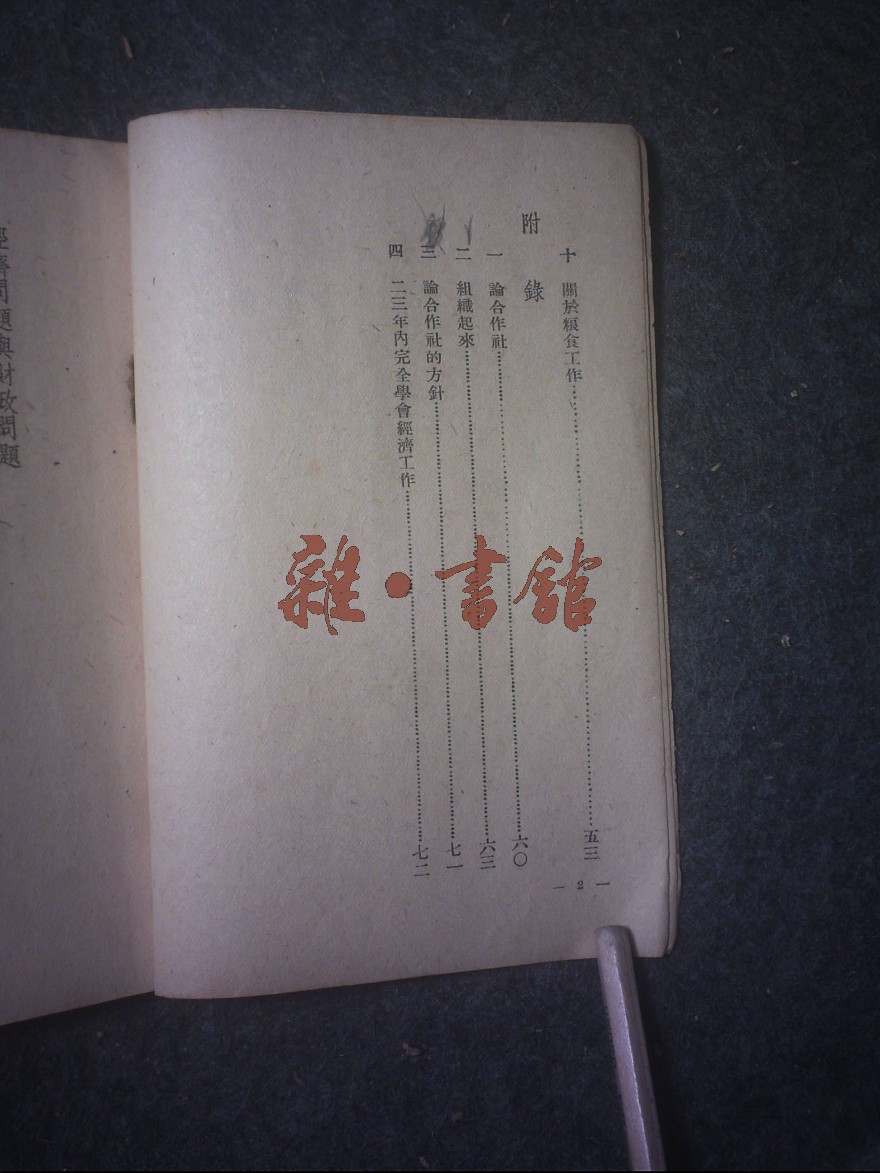 十　關於粮食工作……五三
附　錄
一　論合作社……六〇
二　組織起來……六三
三　論合作社的方針……七一
四　二三年內完全學會經濟工作……七二
— 2 —
經濟問題與財政問題
雜·書館